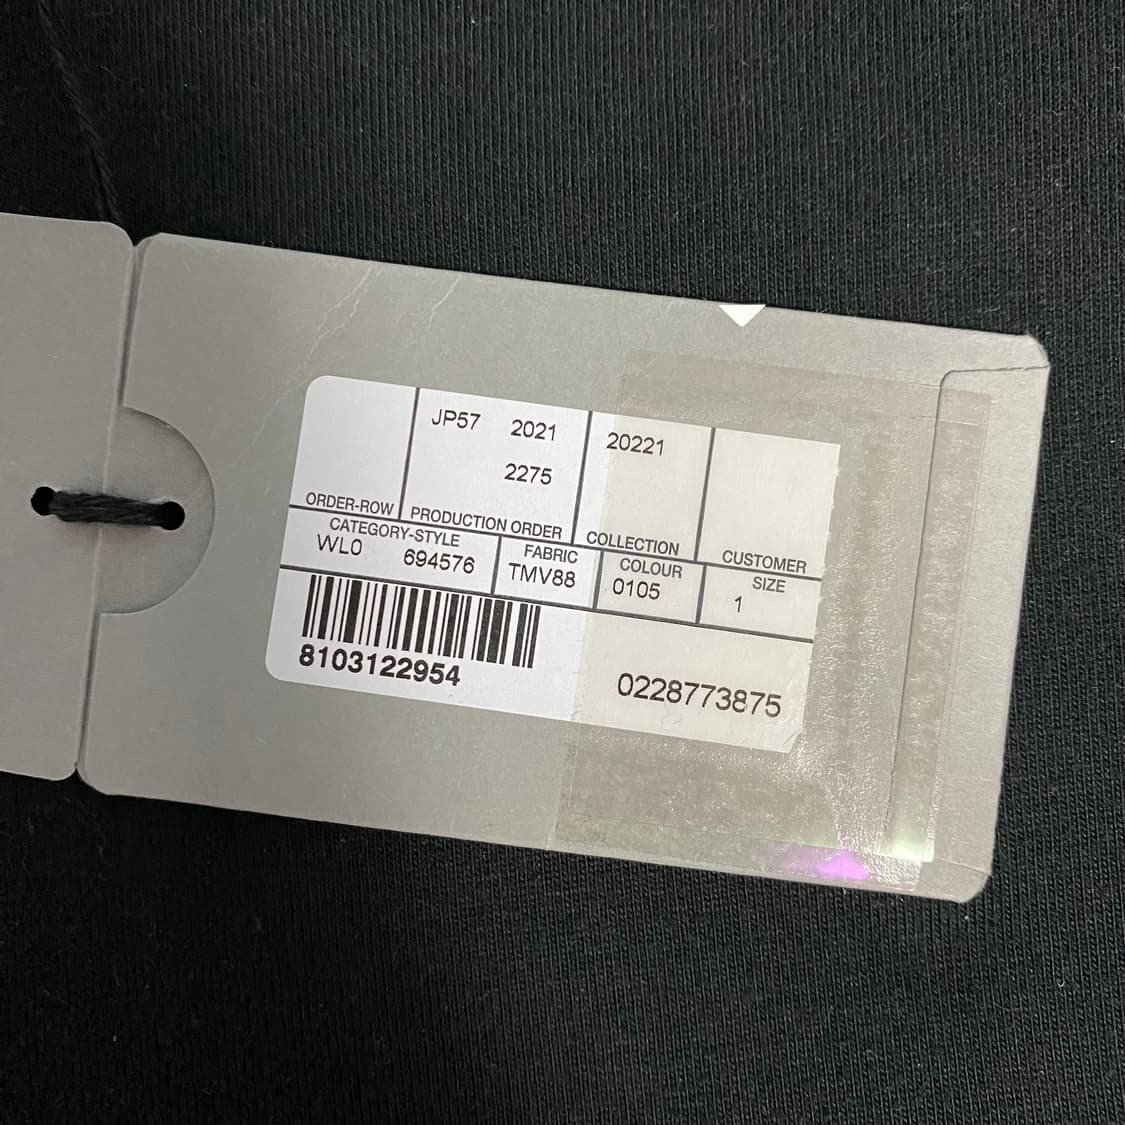 JP57 2021 20221
2275
ORDER-ROW PRODUCTION ORDER COLLECTION CUSTOMER
CATEGORY-STYLE FABRIC COLOUR SIZE
WL0 694576 TMV88 0105 1
8103122954 0228773875